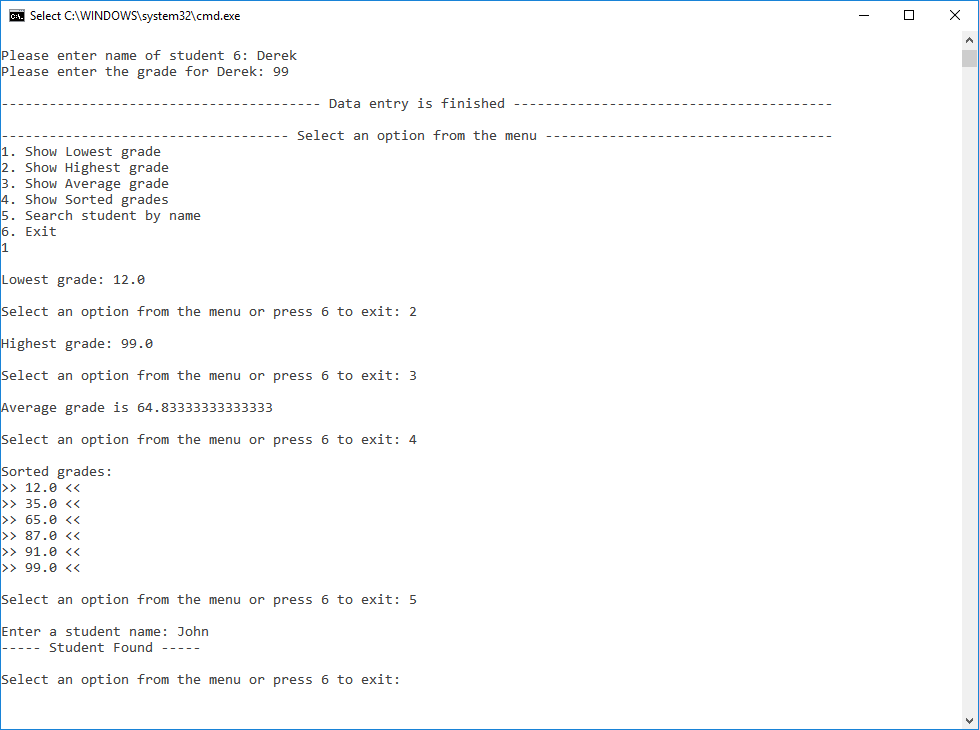 Select C:\WINDOWS\system32\cmd.exe
Please enter name of student 6: Derek
Please enter the grade for Derek: 99
---------------------------------------- Data entry is finished ----------------------------------------
------------------------------------ Select an option from the menu ------------------------------------
1. Show Lowest grade
2. Show Highest grade
3. Show Average grade
4. Show Sorted grades
5. Search student by name
6. Exit
1
Lowest grade: 12.0
Select an option from the menu or press 6 to exit: 2
Highest grade: 99.0
Select an option from the menu or press 6 to exit: 3
Average grade is 64.83333333333333
Select an option from the menu or press 6 to exit: 4
Sorted grades:
>> 12.0 <<
>> 35.0 <<
>> 65.0 <<
>> 87.0 <<
>> 91.0 <<
>> 99.0 <<
Select an option from the menu or press 6 to exit: 5
Enter a student name: John
----- Student Found -----
Select an option from the menu or press 6 to exit: